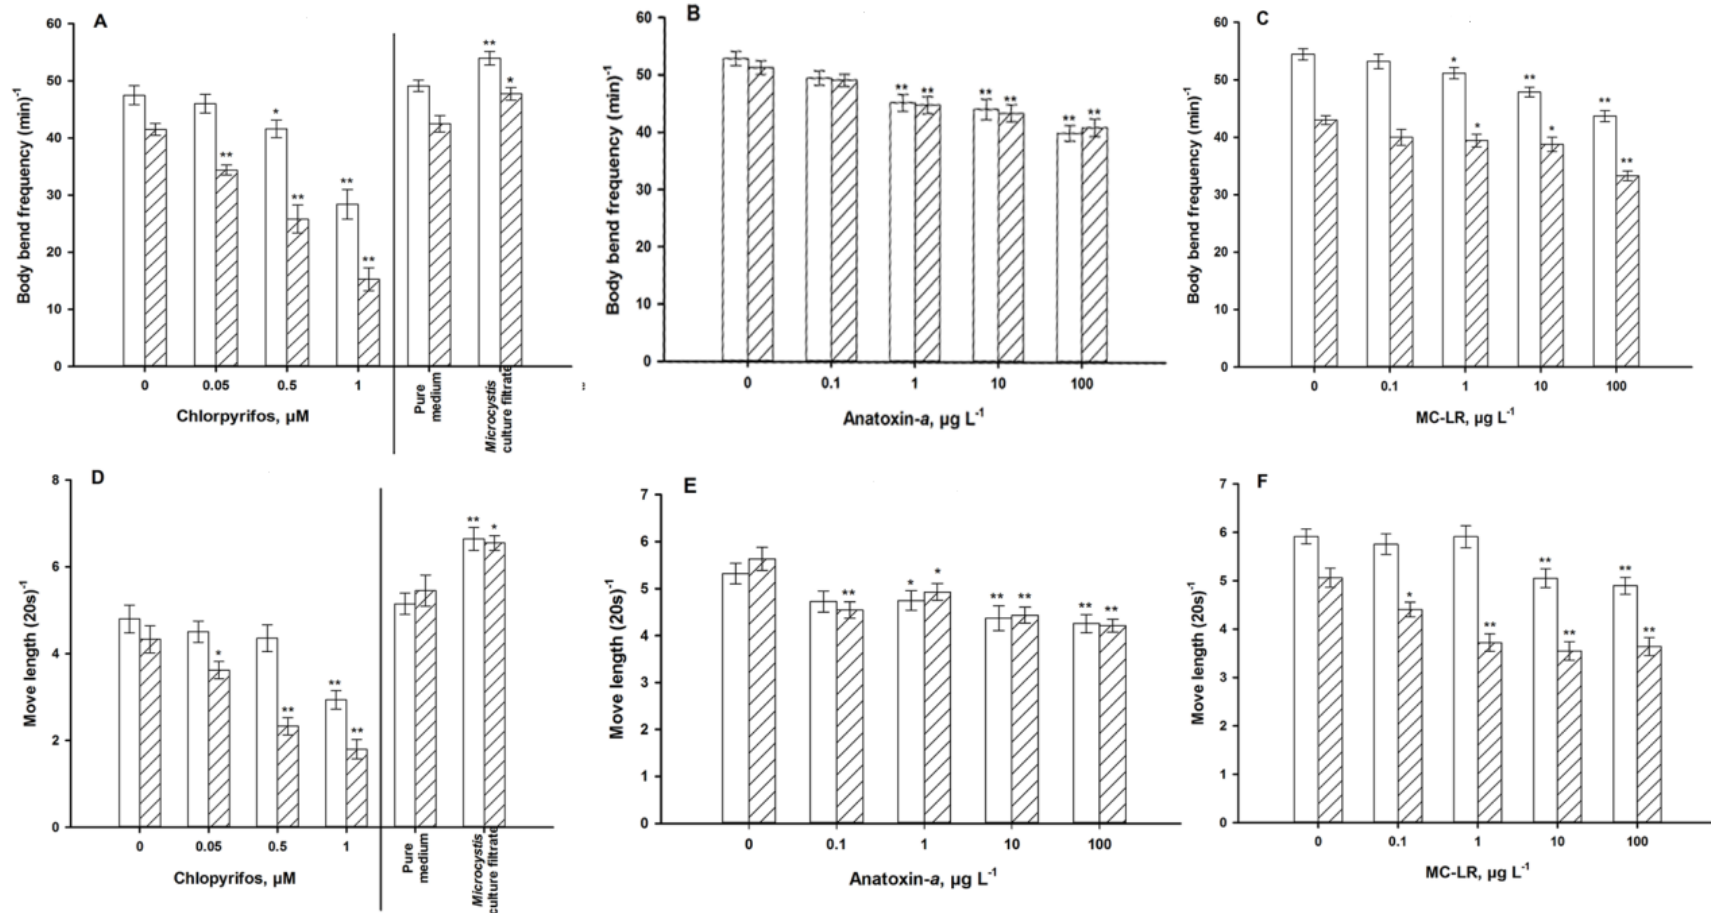 A
Body bend frequency (min)-1
60
50
40
30
20
10
0
*
**
**
**
**
**
**
*
0 0.05 0.5 1
Pure
medium
Microcystis
culture filtrate
Chlorpyrifos, µM
B
Body bend frequency (min)-1
60
50
40
30
20
10
0
** **
** **
** **
0 0.1 1 10 100
Anatoxin-a, µg L-1
C
Body bend frequency (min)-1
60
50
40
30
20
10
0
*
*
**
*
**
**
0 0.1 1 10 100
MC-LR, µg L-1
D
Move length (20s)-1
8
6
4
2
0
*
**
**
**
** *
0 0.05 0.5 1
Pure
medium
Microcystis
culture filtrate
Chlopyrifos, µM
E
Move length (20s)-1
7
6
5
4
3
2
1
0
**
* *
** **
** **
0 0.1 1 10 100
Anatoxin-a, µg L-1
F
Move length (20s)-1
7
6
5
4
3
2
1
0
*
**
**
**
**
**
0 0.1 1 10 100
MC-LR, µg L-1